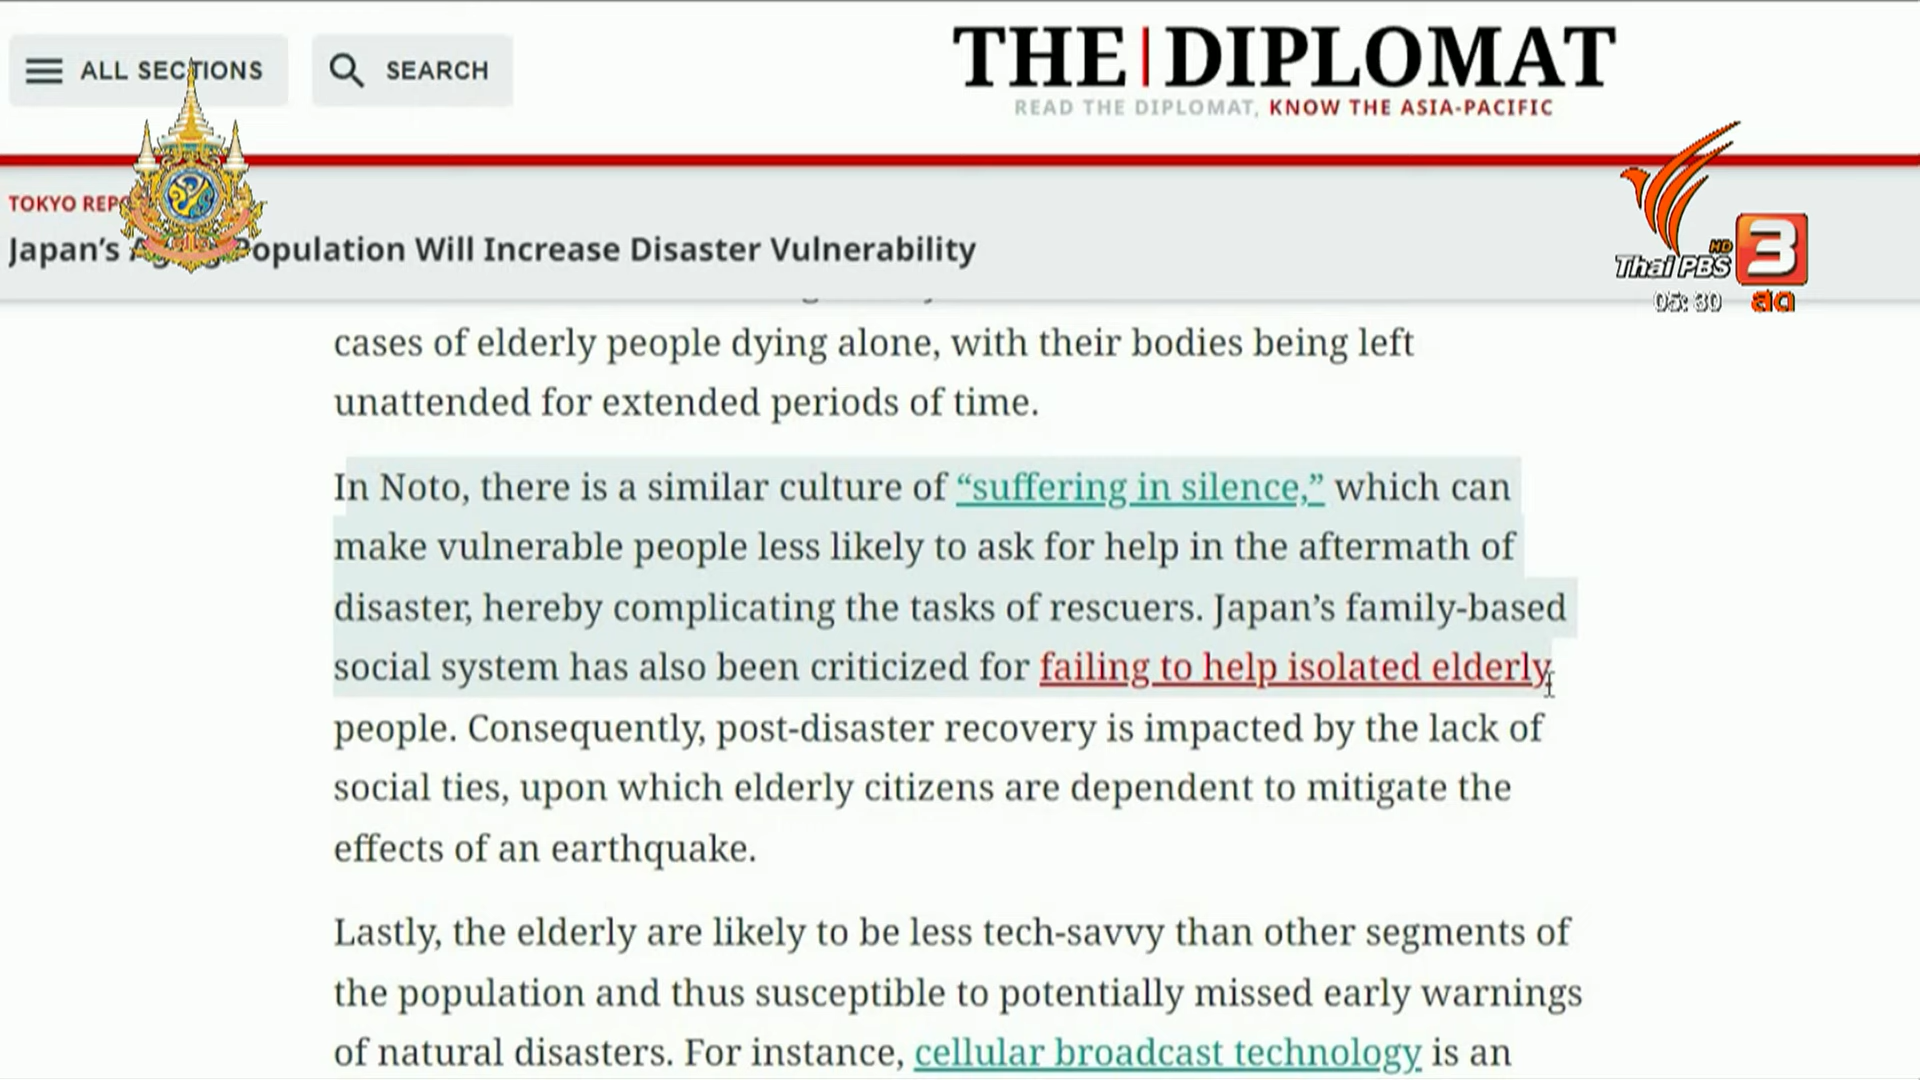 ALL SECTIONS
SEARCH
THE|DIPLOMAT
READ THE DIPLOMAT, KNOW THE ASIA-PACIFIC
TOKYO
Japan's Population Will Increase Disaster Vulnerability
Thai PBS HD 3
05:30 สด
cases of elderly people dying alone, with their bodies being left
unattended for extended periods of time.
In Noto, there is a similar culture of “suffering in silence,” which can
make vulnerable people less likely to ask for help in the aftermath of
disaster, hereby complicating the tasks of rescuers. Japan’s family-based
social system has also been criticized for failing to help isolated elderly
people. Consequently, post-disaster recovery is impacted by the lack of
social ties, upon which elderly citizens are dependent to mitigate the
effects of an earthquake.
Lastly, the elderly are likely to be less tech-savvy than other segments of
the population and thus susceptible to potentially missed early warnings
of natural disasters. For instance, cellular broadcast technology is an